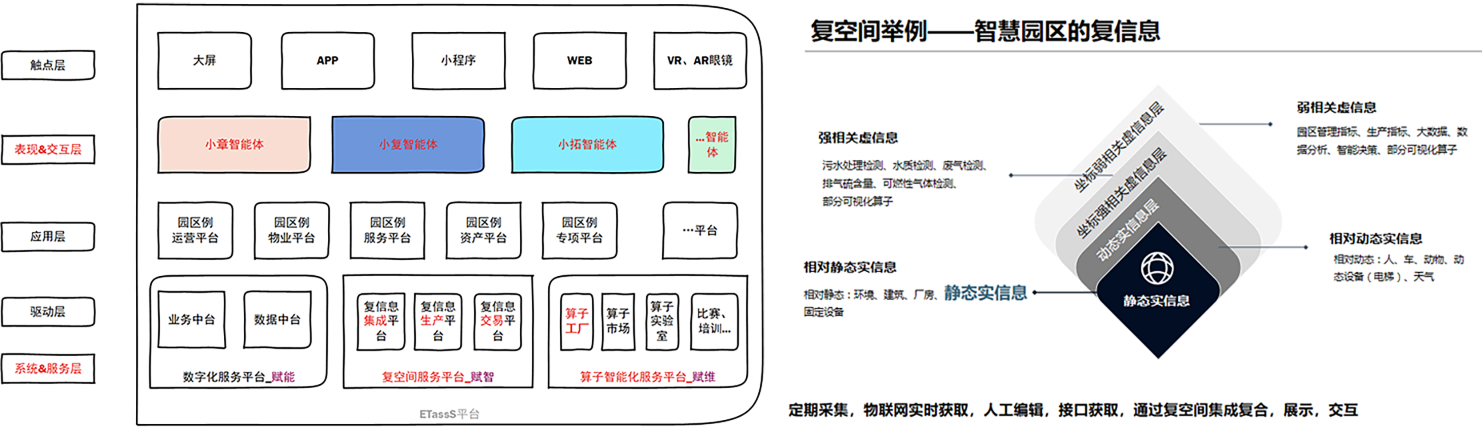 触点层
大屏
APP
小程序
WEB
VR、AR眼镜
表现&交互层
小章智能体
小复智能体
小拓智能体
...智能
体
应用层
园区例
运营平台
园区例
物业平台
园区例
服务平台
园区例
资产平台
园区例
专项平台
...平台
驱动层
业务中台
数据中台
复信息
集成平
台
复信息
生产平
台
复信息
交易平
台
算子
工厂
算子
市场
算子
实验
室
比赛、
培训...
系统&服务层
数字化服务平台_赋能
复空间服务平台_赋智
算子智能化服务平台_赋维
ETassS平台
复空间举例——智慧园区的复信息
强相关虚信息
污水处理检测、水质检测、废气检测、
排气硫含量、可燃性气体检测、
部分可视化算子
弱相关虚信息
园区管理指标、生产指标、大数据、数
据分析、智能决策、部分可视化算子
坐标弱相关虚信息层
坐标强相关虚信息层
动态实信息层
静态实信息
相对静态实信息
相对静态：环境、建筑、厂房、
固定设备
静态实信息
相对动态实信息
相对动态：人、车、动物、动
态设备（电梯）、天气
定期采集，物联网实时获取，人工编辑，接口获取，通过复空间集成复合，展示，交互